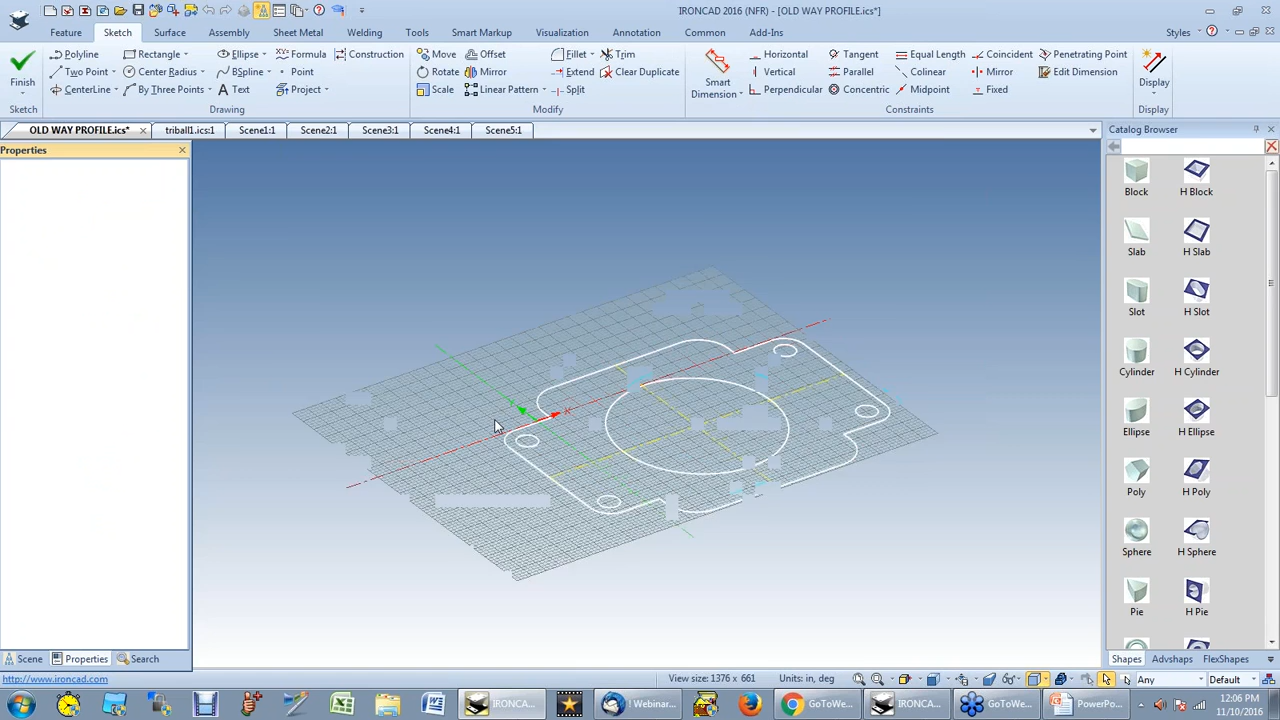 IRONCAD 2016 (NFR) - [OLD WAY PROFILE.ics*]
Feature Sketch Surface Assembly Sheet Metal Welding Tools Smart Markup Visualization Annotation Common Add-Ins Styles
Polyline Rectangle Ellipse Formula Construction Move Offset Fillet Trim Horizontal Tangent Equal Length Coincident Penetrating Point
Two Point Center Radius BSpline Point Rotate Mirror Extend Clear Duplicate Vertical Parallel Colinear Mirror Edit Dimension
Finish Smart Dimension Display
CenterLine By Three Points Text Project Scale Linear Pattern Split Perpendicular Concentric Midpoint Fixed
Sketch Drawing Modify Constraints Display
OLD WAY PROFILE.ics* triball1.ics:1 Scene1:1 Scene2:1 Scene3:1 Scene4:1 Scene5:1 Catalog Browser
Properties
Block H Block
Slab H Slab
Slot H Slot
Cylinder H Cylinder
Ellipse H Ellipse
Poly H Poly
Sphere H Sphere
Pie H Pie
X
Scene Properties Search Shapes Advshapes FlexShapes
http://www.ironcad.com View size:1376 x 661 Units: in, deg Any Default
IRONCA... ! Webinar... GoToWe... IRONCA... GoToWe... PowerPo... 12:06 PM
11/10/2016